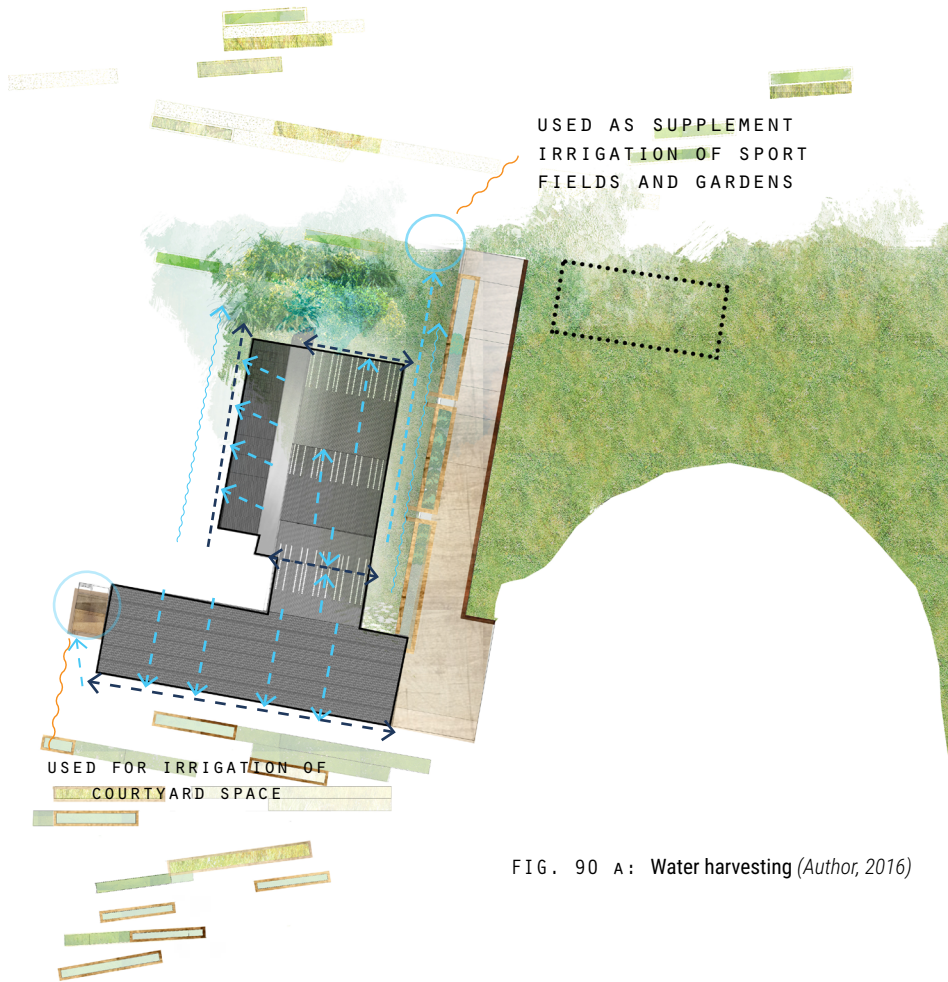 USED AS SUPPLEMENT
IRRIGATION OF SPORT
FIELDS AND GARDENS
USED FOR IRRIGATION OF
COURTYARD SPACE
FIG. 90 A: Water harvesting (Author, 2016)